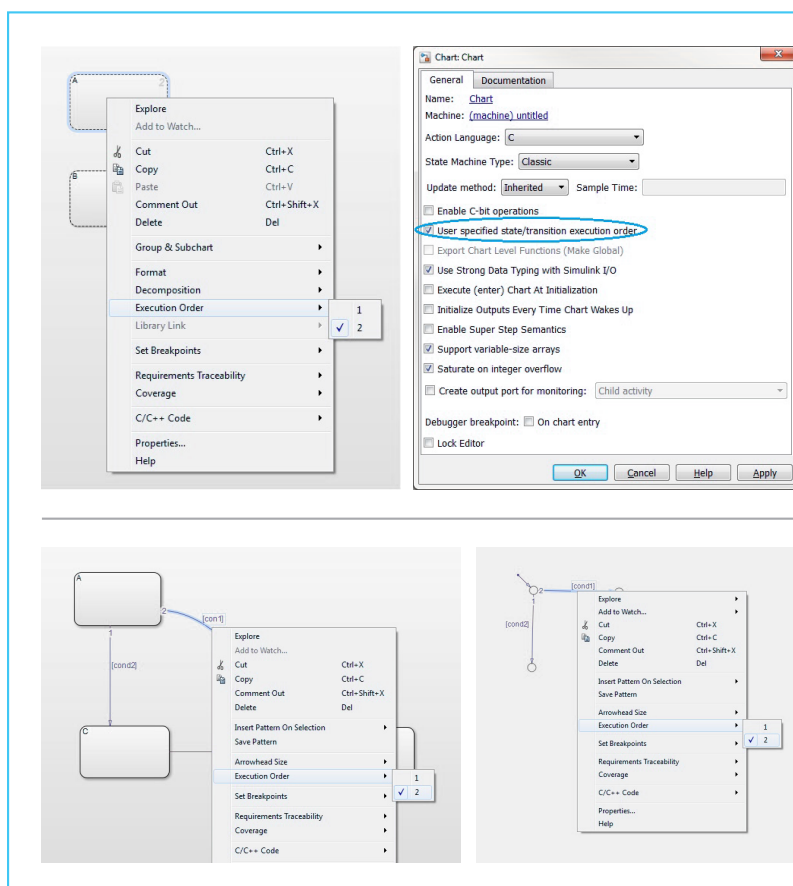 A 2
B
Explore
Add to Watch...
Cut Ctrl+X
Copy Ctrl+C
Paste Ctrl+V
Comment Out Ctrl+Shift+X
Delete Del
Group & Subchart
Format
Decomposition
Execution Order
1
Library Link
2
Set Breakpoints
Requirements Traceability
Coverage
C/C++ Code
Properties...
Help
Chart: Chart
General Documentation
Name: Chart
Machine: (machine) untitled
Action Language: C
State Machine Type: Classic
Update method: Inherited Sample Time:
Enable C-bit operations
User specified state/transition execution order
Export Chart Level Functions (Make Global)
Use Strong Data Typing with Simulink I/O
Execute (enter) Chart At Initialization
Initialize Outputs Every Time Chart Wakes Up
Enable Super Step Semantics
Support variable-size arrays
Saturate on integer overflow
Create output port for monitoring: Child activity
Debugger breakpoint: On chart entry
Lock Editor
OK Cancel Help Apply
A
2
[con1]
1
[cond2]
C
Explore
Add to Watch...
Cut Ctrl+X
Copy Ctrl+C
Comment Out Ctrl+Shift+X
Delete Del
Insert Pattern On Selection
Save Pattern
Arrowhead Size
Execution Order
1
Set Breakpoints
2
Requirements Traceability
Coverage
C/C++ Code
2
[cond1]
1
[cond2]
Explore
Add to Watch...
Cut Ctrl+X
Copy Ctrl+C
Comment Out Ctrl+Shift+X
Delete Del
Insert Pattern On Selection
Save Pattern
Arrowhead Size
Execution Order
1
Set Breakpoints
2
Requirements Traceability
Coverage
C/C++ Code
Properties...
Help